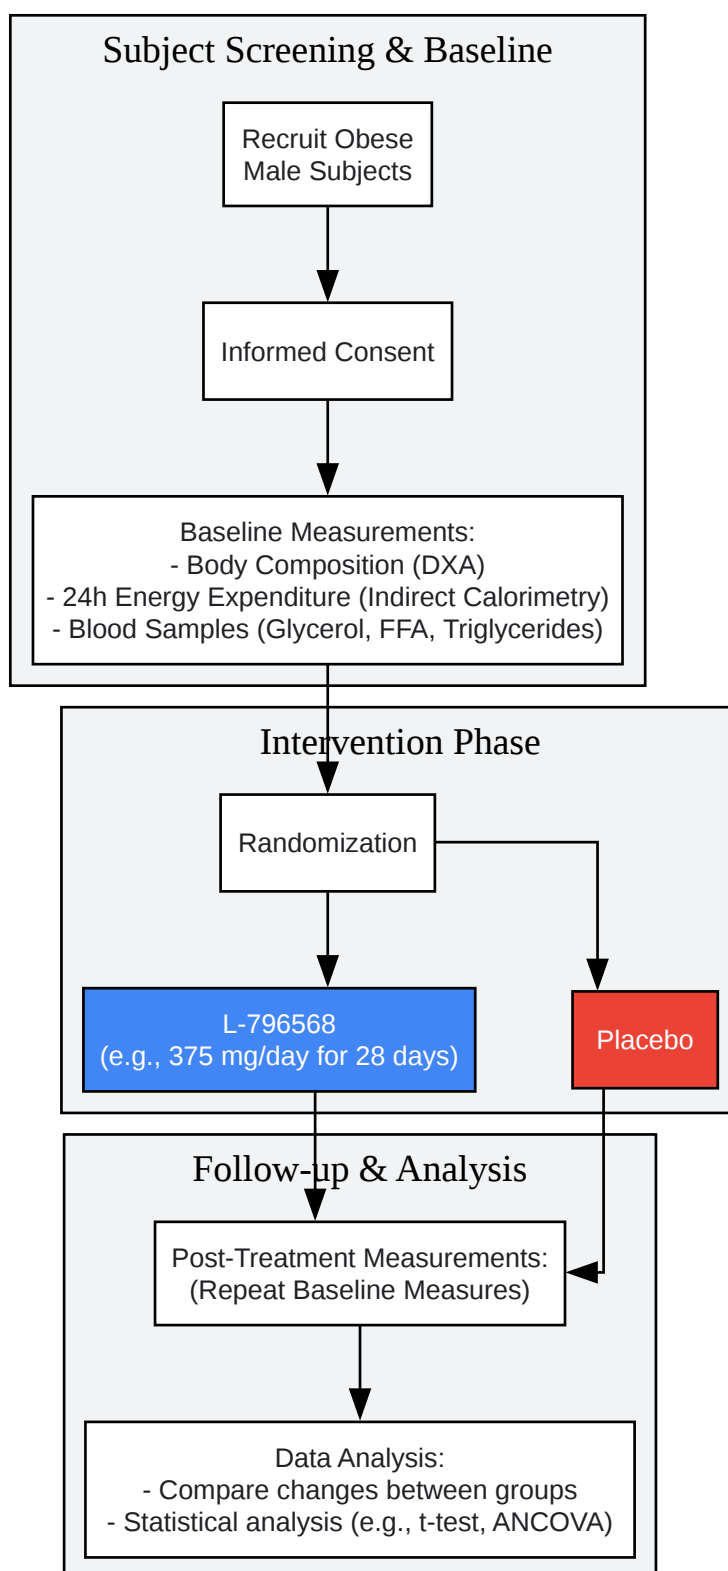 Subject Screening & Baseline
Recruit Obese
Male Subjects
Informed Consent
Baseline Measurements:
- Body Composition (DXA)
- 24h Energy Expenditure (Indirect Calorimetry)
- Blood Samples (Glycerol, FFA, Triglycerides)
Intervention Phase
Randomization
L-796568
(e.g., 375 mg/day for 28 days)
Placebo
Follow-up & Analysis
Post-Treatment Measurements:
(Repeat Baseline Measures)
Data Analysis:
- Compare changes between groups
- Statistical analysis (e.g., t-test, ANCOVA)